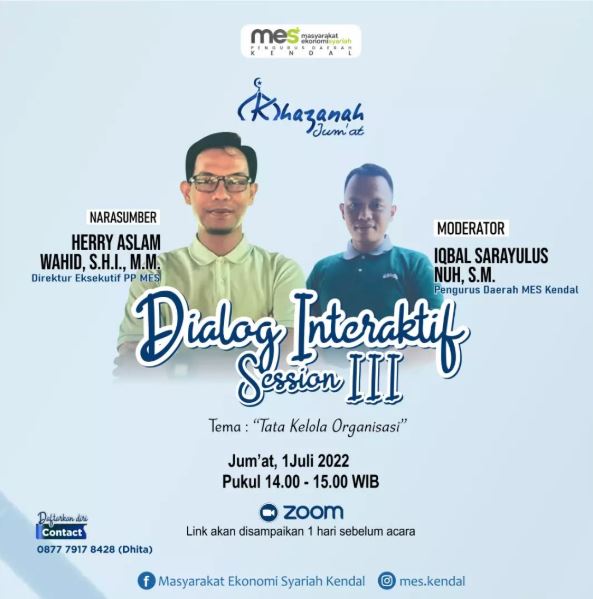 mes masyarakat
ekonomisyariah
PENGURUS DAERAH
KENDAL
Khazanah
Jum'at
NARASUMBER
HERRY ASLAM
WAHID, S.H.I., M.M.
Direktur Eksekutif PP MES
MODERATOR
IQBAL SARAYULUS
NUH, S.M.
Pengurus Daerah MES Kendal
Dialog Interaktif
Session III
Tema : “Tata Kelola Organisasi”
Jum'at, 1Juli 2022
Pukul 14.00 - 15.00 WIB
zoom
Link akan disampaikan 1 hari sebelum acara
Daftarkan diri
Contact
0877 7917 8428 (Dhita)
Masyarakat Ekonomi Syariah Kendal mes.kendal